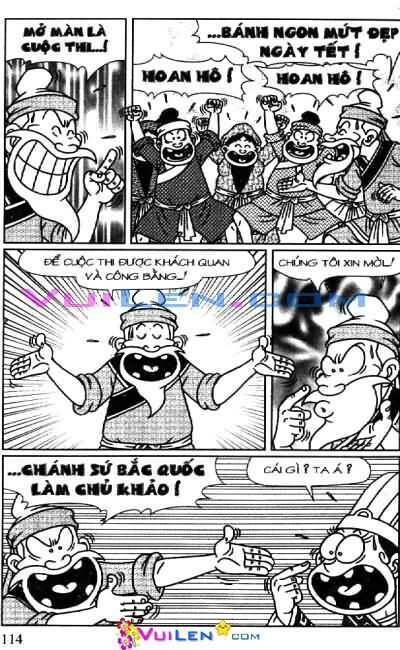 MỞ MÀN LÀ
CUỘC THI...!
...BÁNH NGON MỨT ĐẸP
NGÀY TẾT!
HOAN HÔ!
HOAN HÔ!
ĐỂ CUỘC THI ĐƯỢC KHÁCH QUAN
VÀ CÔNG BẰNG..!
CHÚNG TÔI XIN MỜI..!
VUILEN.COM
...CHÁNH SỨ BẮC QUỐC
LÀM CHỦ KHẢO!
CÁI GÌ? TA Á?
114
VUILEN.COM